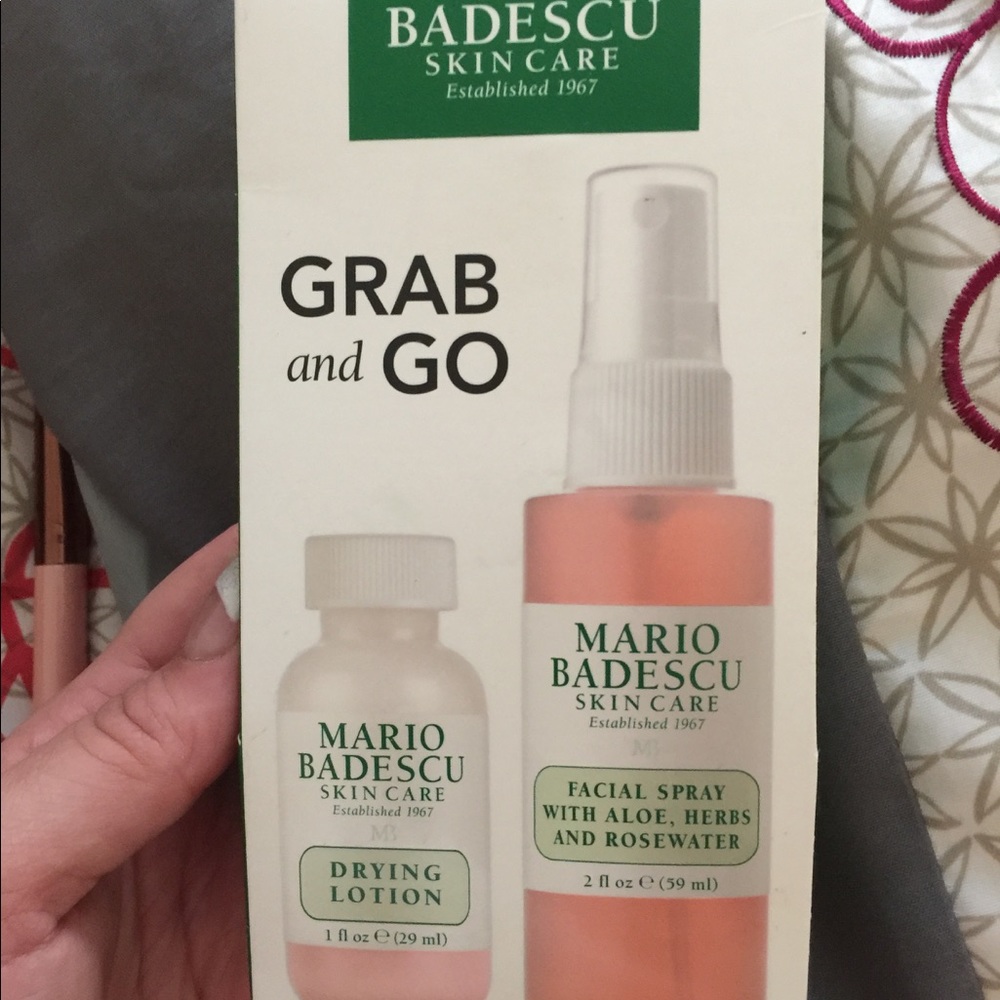 BADESCU
SKIN CARE
Established 1967
GRAB
and GO
MARIO
BADESCU
SKIN CARE
Established 1967
MB
DRYING
LOTION
1 fl oz ℮ (29 ml)
MARIO
BADESCU
SKIN CARE
Established 1967
MB
FACIAL SPRAY
WITH ALOE, HERBS
AND ROSEWATER
2 fl oz ℮ (59 ml)